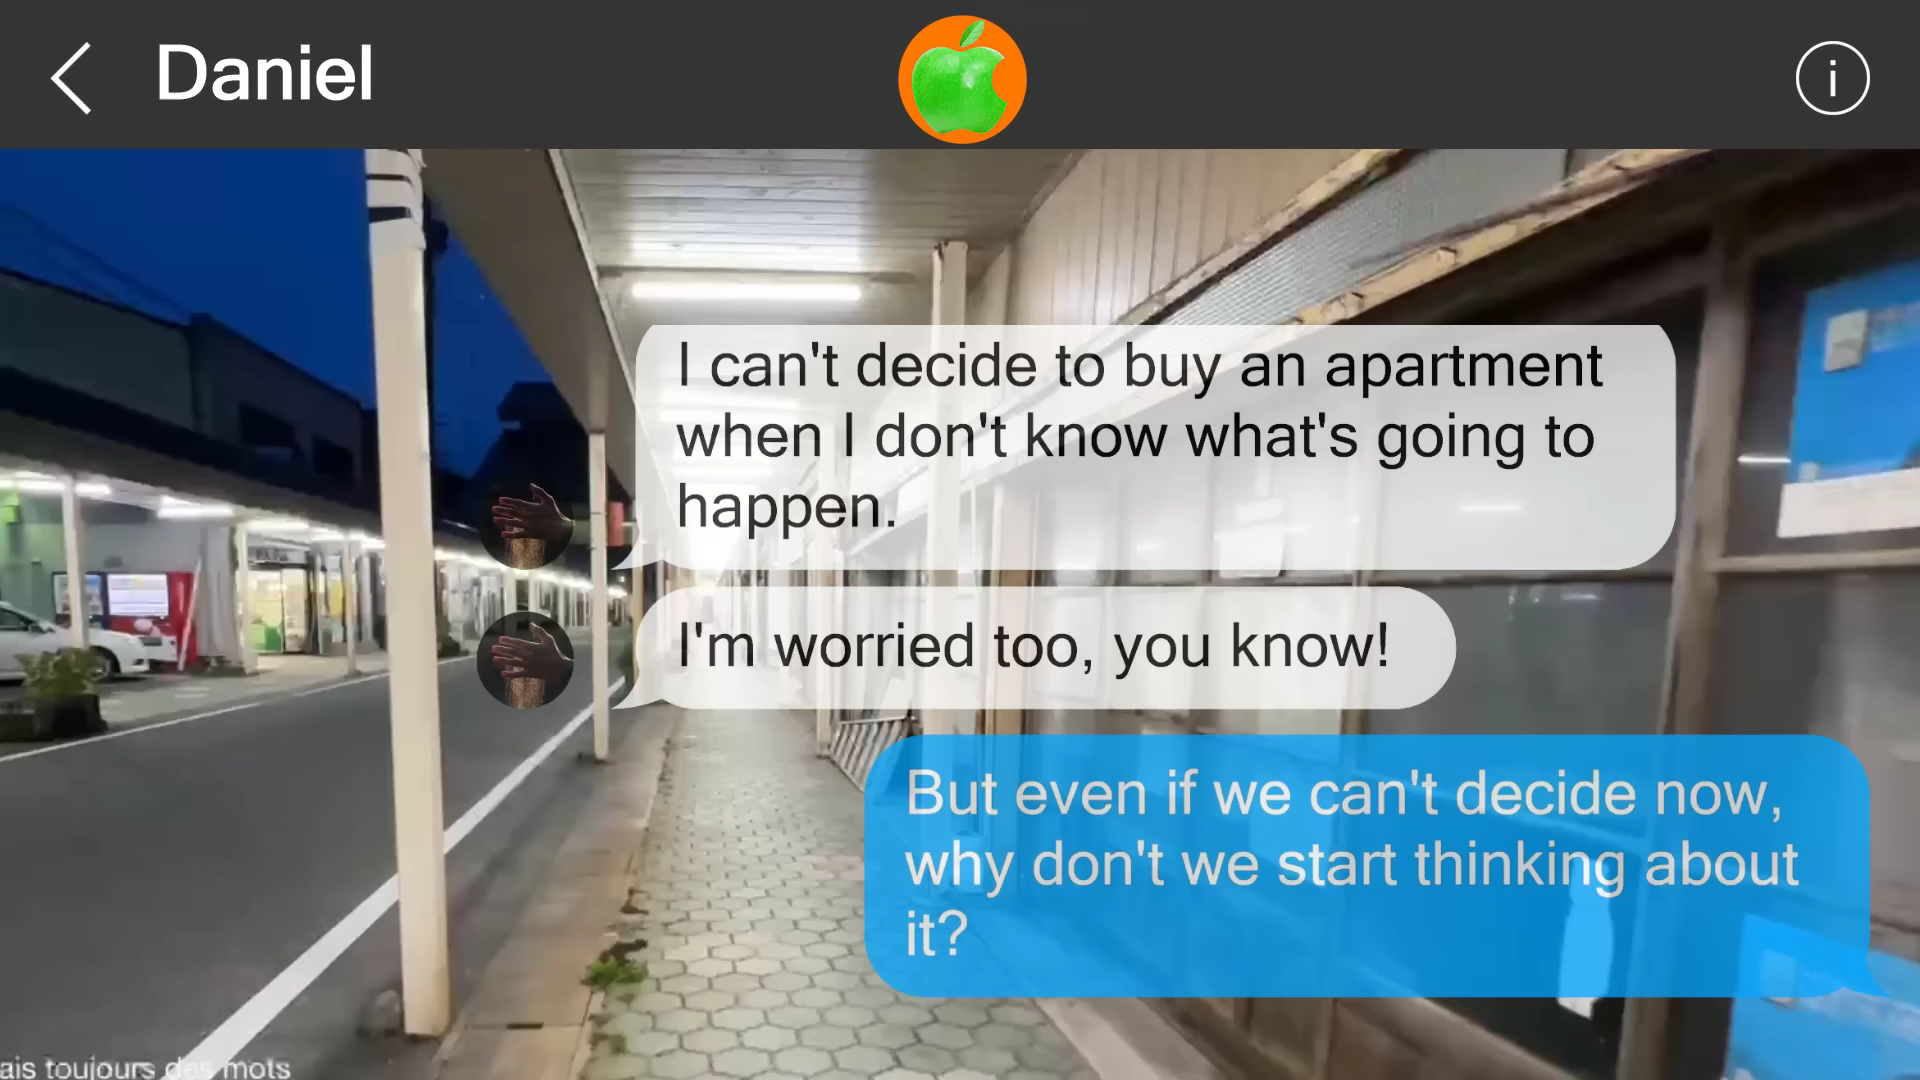 Daniel
I can't decide to buy an apartment
when I don't know what's going to
happen.
I'm worried too, you know!
But even if we can't decide now,
why don't we start thinking about
it?
ais toujours des mots